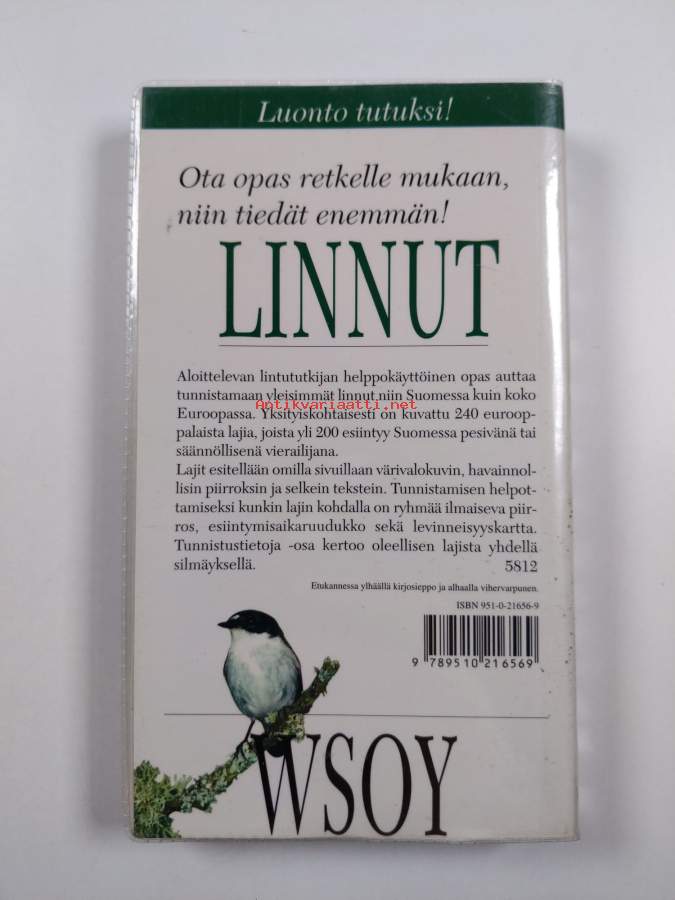 Luonto tutuksi!
Ota opas retkelle mukaan,
niin tiedät enemmän!
LINNUT
Aloittelevan lintututkijan helppokäyttöinen opas auttaa
tunnistamaan yleisimmät linnut niin Suomessa kuin koko
Antikvariaatti.net
Euroopassa. Yksityiskohtaisesti on kuvattu 240 euroop-
palaista lajia, joista yli 200 esiintyy Suomessa pesivänä tai
säännöllisenä vierailijana.
Lajit esitellään omilla sivuillaan värivalokuvin, havainnol-
lisin piirroksin ja selkein tekstein. Tunnistamisen helpot-
tamiseksi kunkin lajin kohdalla on ryhmää ilmaiseva piir-
ros, esiintymisaikaruudukko sekä levinneisyyskartta.
Tunnistustietoja -osa kertoo oleellisen lajista yhdellä
silmäyksellä. 5812
Etukannessa ylhäällä kirjosieppo ja alhaalla vihervarpunen.
ISBN 951-0-21656-9
9 789510 216569
WSOY